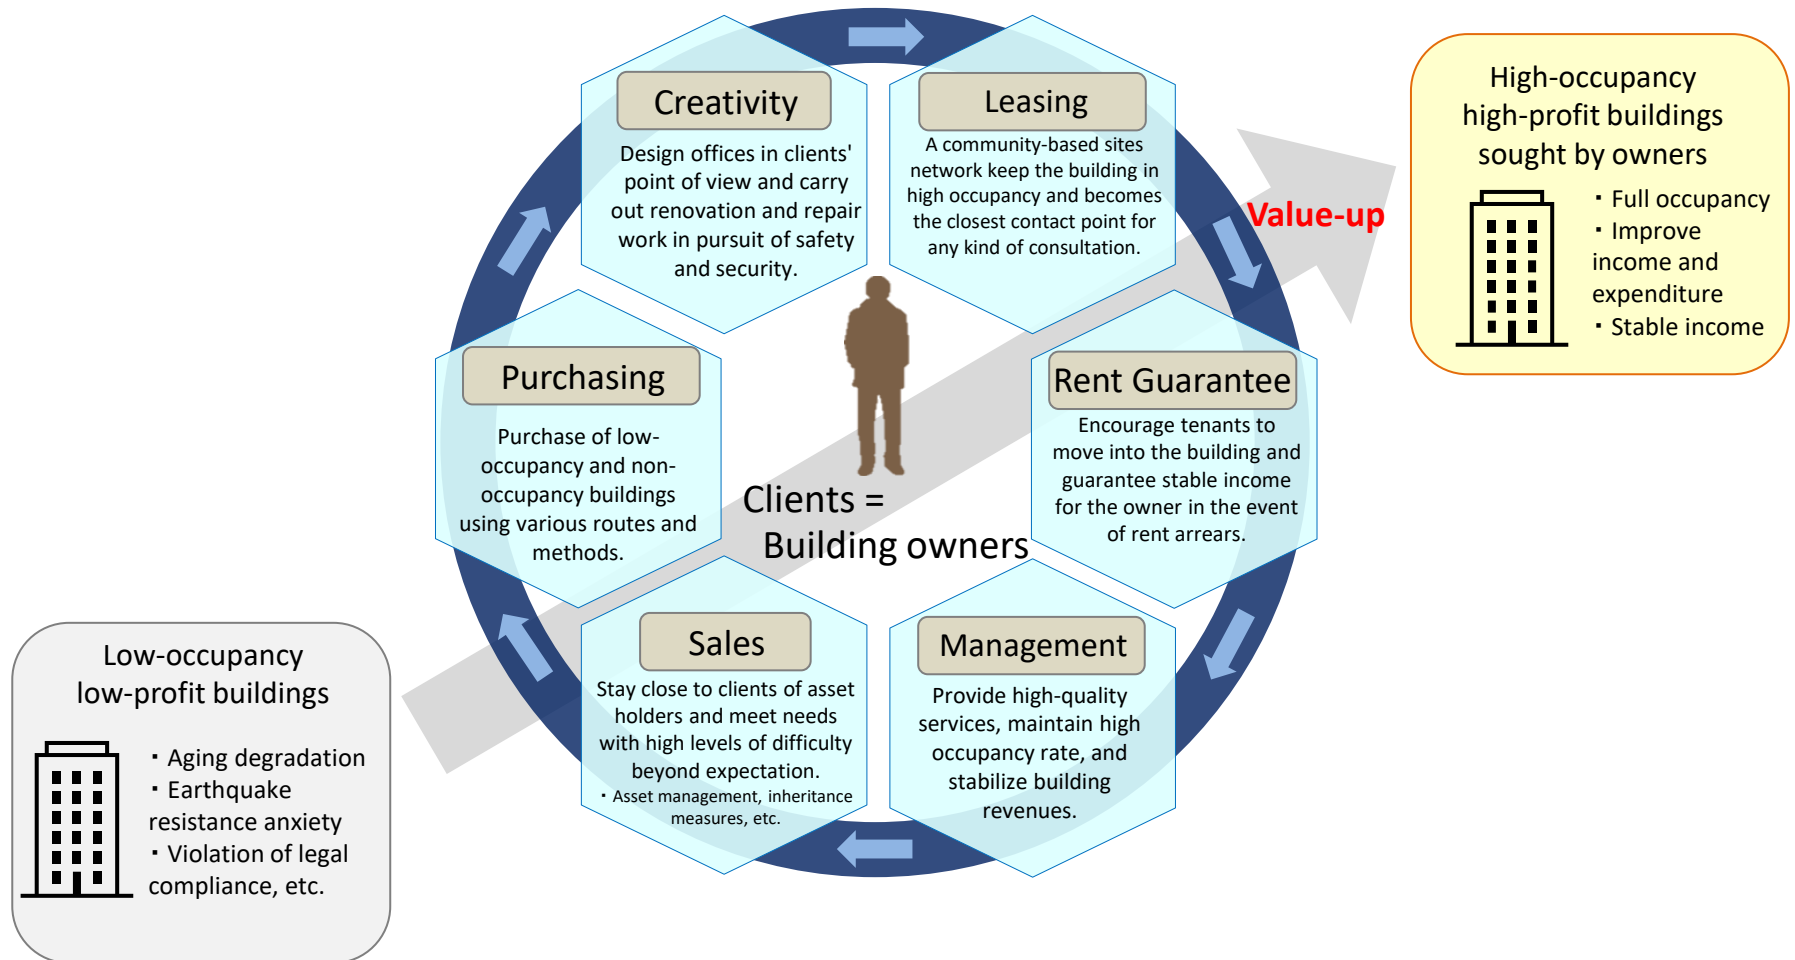 Creativity
Design offices in clients'
point of view and carry
out renovation and repair
work in pursuit of safety
and security.
Leasing
A community-based sites
network keep the building in
high occupancy and becomes
the closest contact point for
any kind of consultation.
Value-up
High-occupancy
high-profit buildings
sought by owners
・Full occupancy
・Improve
income and
expenditure
・Stable income
Purchasing
Purchase of low-
occupancy and non-
occupancy buildings
using various routes and
methods.
Clients =
Building owners
Rent Guarantee
Encourage tenants to
move into the building and
guarantee stable income
for the owner in the event
of rent arrears.
Sales
Stay close to clients of asset
holders and meet needs
with high levels of difficulty
beyond expectation.
・Asset management, inheritance
measures, etc.
Management
Provide high-quality
services, maintain high
occupancy rate, and
stabilize building
revenues.
Low-occupancy
low-profit buildings
・Aging degradation
・Earthquake
resistance anxiety
・Violation of legal
compliance, etc.